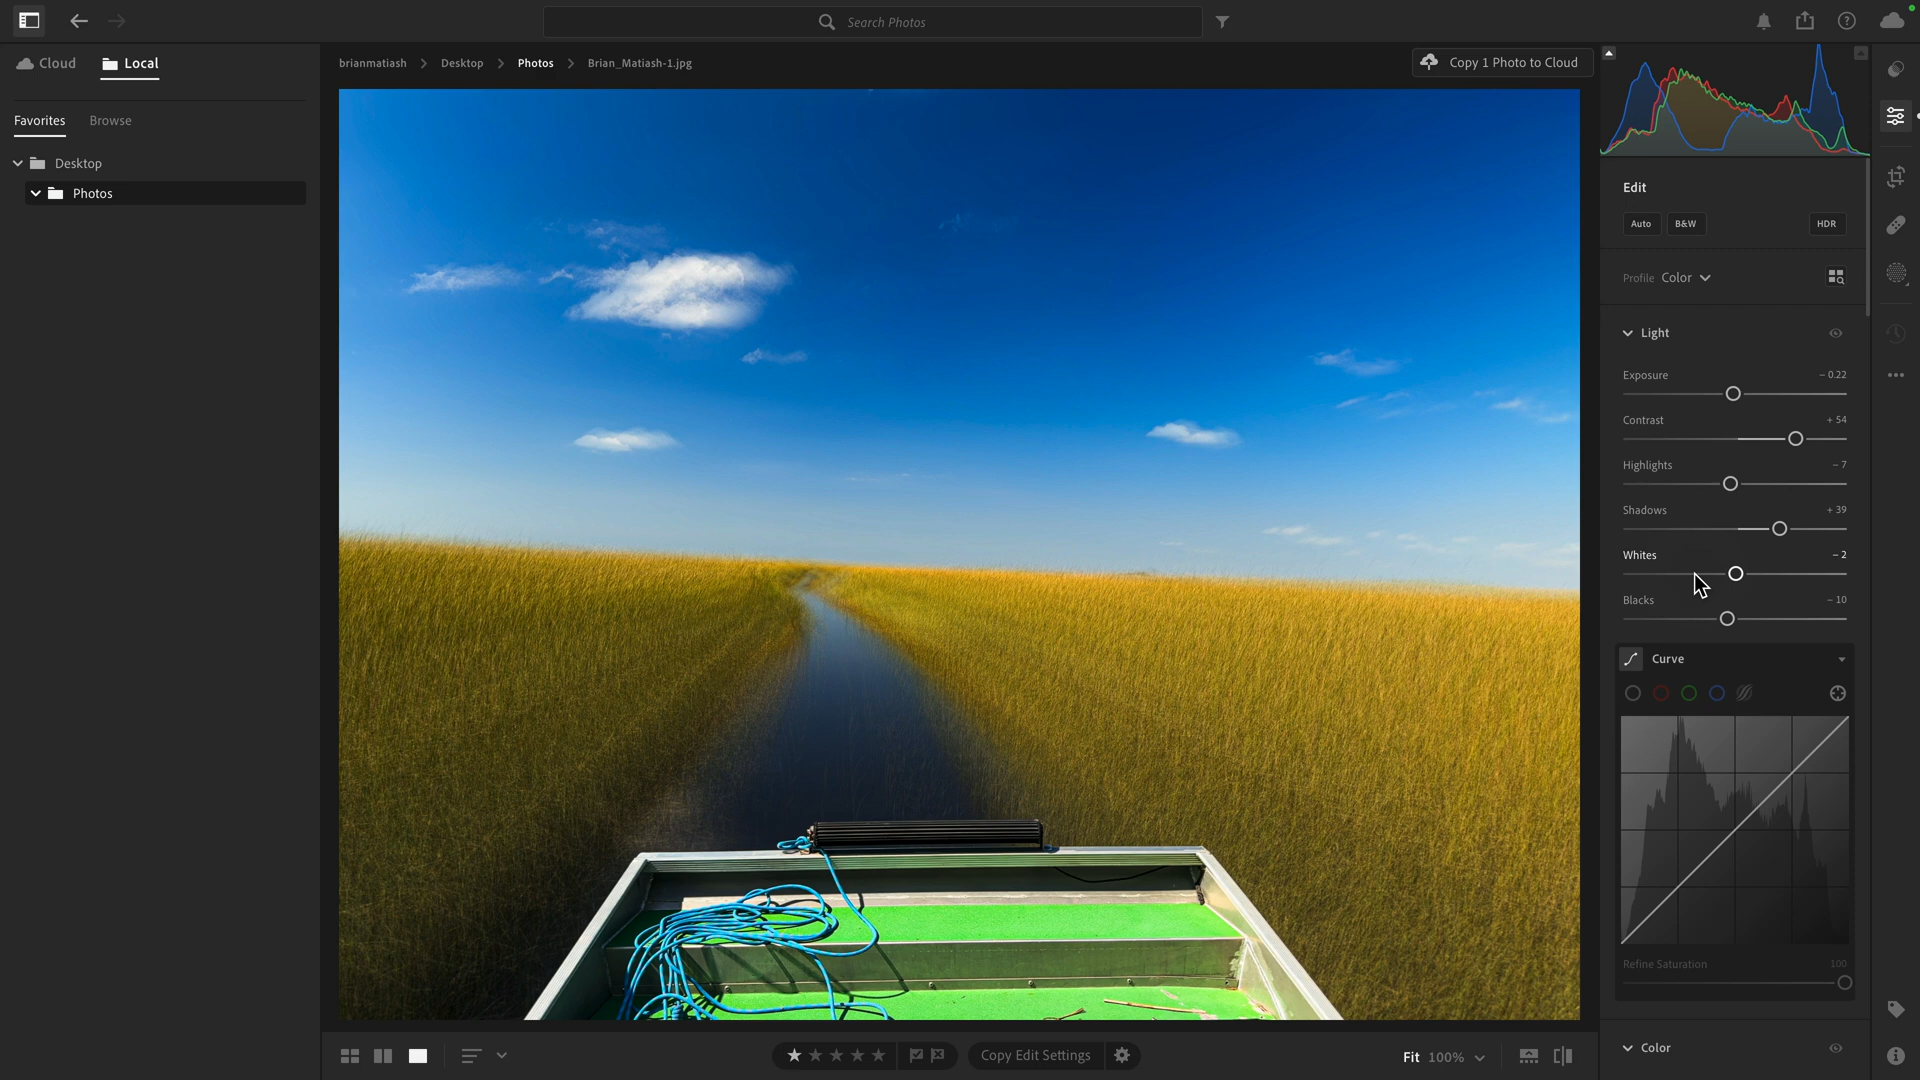 Search Photos
Cloud
Local
brianmatiash
Desktop
Photos
Brian_Matiash-1.jpg
Copy 1 Photo to Cloud
Favorites
Browse
Desktop
Photos
Edit
Auto
B&W
HDR
Profile Color
Light
Exposure
– 0.22
Contrast
+ 54
Highlights
– 7
Shadows
+ 39
Whites
– 2
Blacks
– 10
Curve
Refine Saturation
100
Color
Copy Edit Settings
Fit 100%